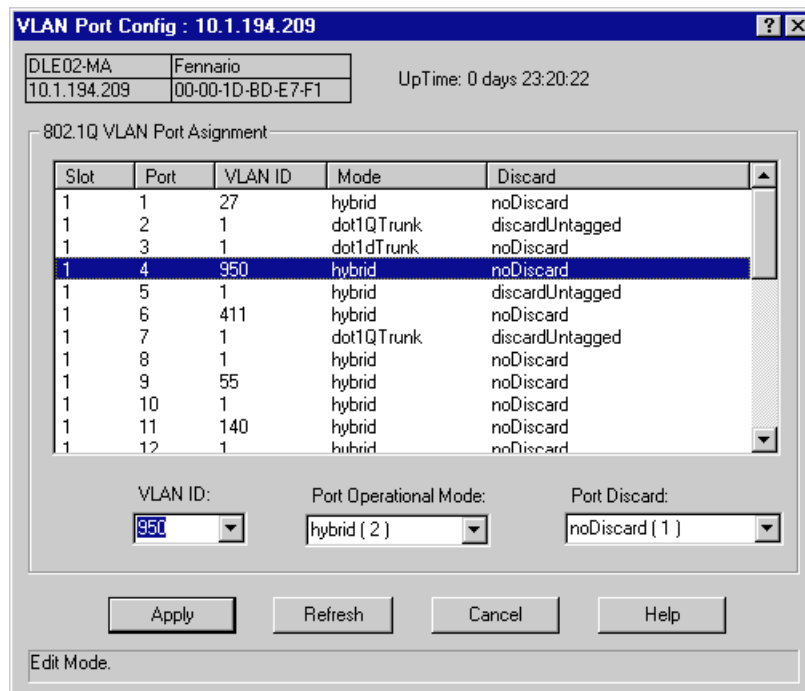 VLAN Port Config : 10.1.194.209
? ×
DLE02-MA Fennario
10.1.194.209 00-00-1D-BD-E7-F1
UpTime: 0 days 23:20:22
802.1Q VLAN Port Asignment
Slot Port VLAN ID Mode Discard
1 1 27 hybrid noDiscard
1 2 1 dot1QTrunk discardUntagged
1 3 1 dot1dTrunk noDiscard
1 4 950 hybrid noDiscard
1 5 1 hybrid discardUntagged
1 6 411 hybrid noDiscard
1 7 1 dot1QTrunk discardUntagged
1 8 1 hybrid noDiscard
1 9 55 hybrid noDiscard
1 10 1 hybrid noDiscard
1 11 140 hybrid noDiscard
1 12 1 hybrid noDiscard
VLAN ID: Port Operational Mode: Port Discard:
950 hybrid ( 2 ) noDiscard ( 1 )
Apply Refresh Cancel Help
Edit Mode.